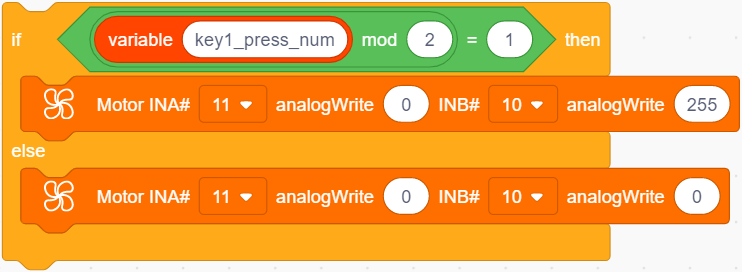 if variable key1_press_num mod 2 = 1 then
Motor INA# 11 analogWrite 0 INB# 10 analogWrite 255
else
Motor INA# 11 analogWrite 0 INB# 10 analogWrite 0